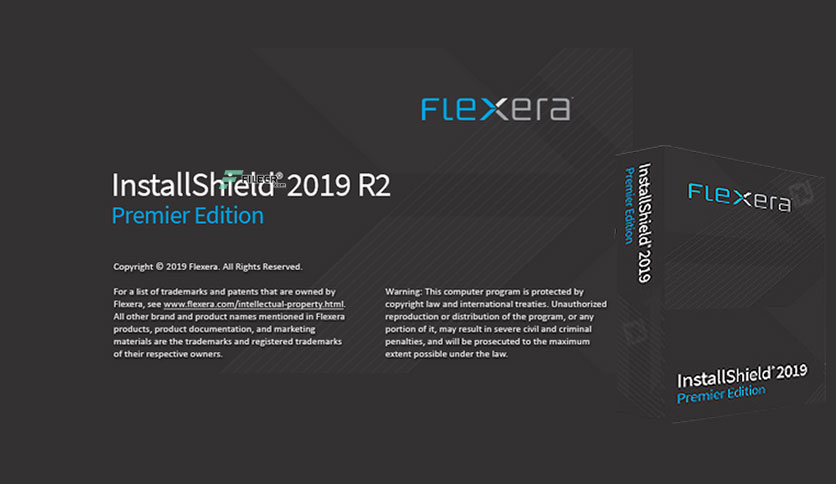 FLEXERA
InstallShield® 2019 R2
FILECR
.com
Premier Edition
Copyright © 2019 Flexera. All Rights Reserved.
For a list of trademarks and patents that are owned by
Flexera, see www.flexera.com/intellectual-property.html.
All other brand and product names mentioned in Flexera
products, product documentation, and marketing
materials are the trademarks and registered trademarks
of their respective owners.
Warning: This computer program is protected by
copyright law and international treaties. Unauthorized
reproduction or distribution of the program, or any
portion of it, may result in severe civil and criminal
penalties, and will be prosecuted to the maximum
extent possible under the law.
InstallShield® 2019
Premier Edition
FLEXERA
InstallShield® 2019
Premier Edition